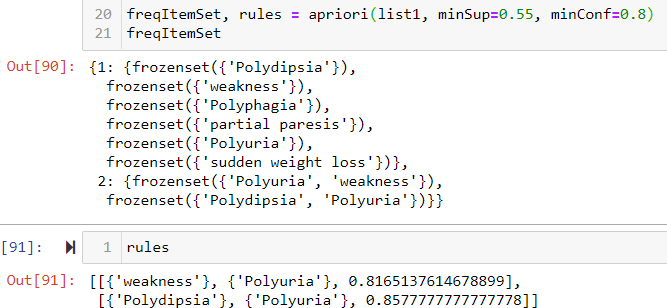 20 freqItemSet, rules = apriori(list1, minSup=0.55, minConf=0.8)
21 freqItemSet
Out[90]: {1: {frozenset({'Polydipsia'}),
frozenset({'weakness'}),
frozenset({'Polyphagia'}),
frozenset({'partial paresis'}),
frozenset({'Polyuria'}),
frozenset({'sudden weight loss'})},
2: {frozenset({'Polyuria', 'weakness'}),
frozenset({'Polydipsia', 'Polyuria'})}}
[91]: 1 rules
Out[91]: [[{'weakness'}, {'Polyuria'}, 0.8165137614678899],
[{'Polydipsia'}, {'Polyuria'}, 0.8577777777777778]]